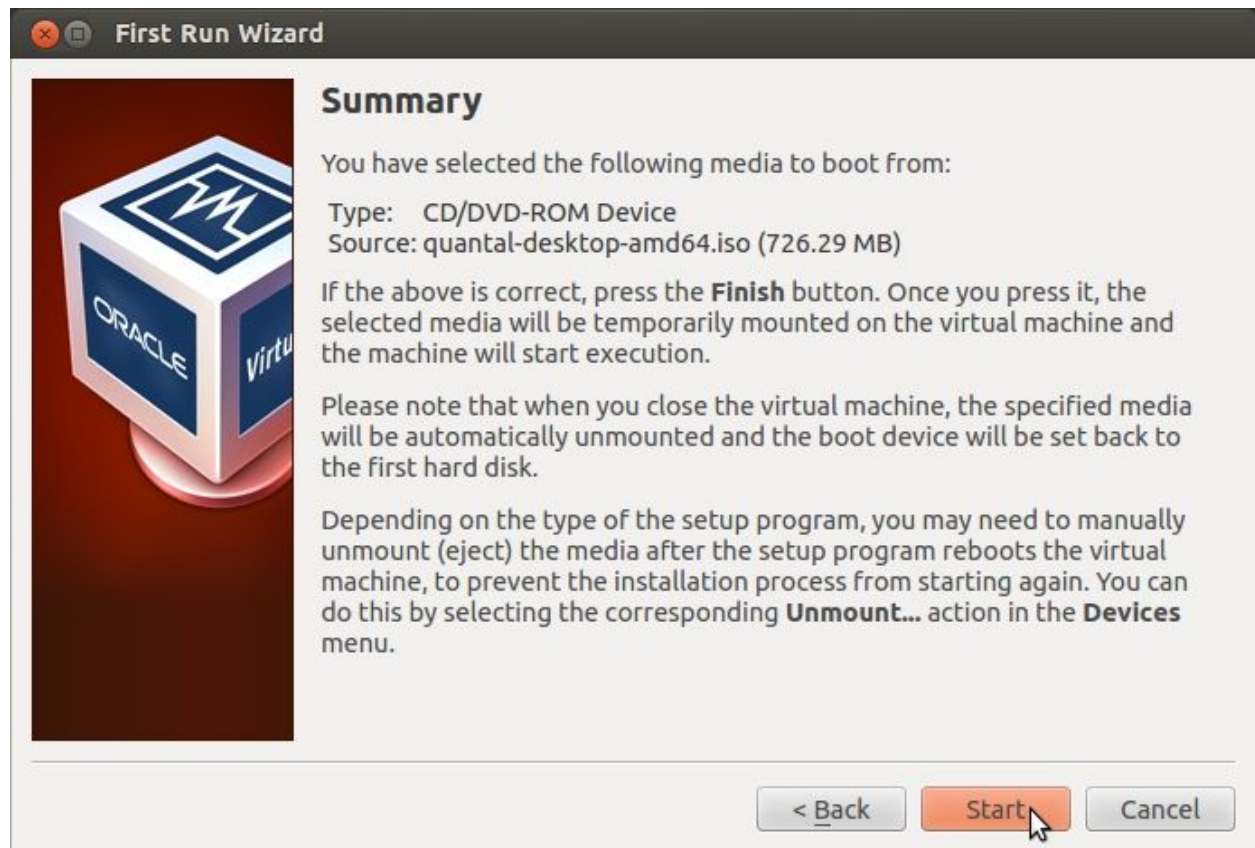 First Run Wizard
Summary
You have selected the following media to boot from:
Type: CD/DVD-ROM Device
Source: quantal-desktop-amd64.iso (726.29 MB)
If the above is correct, press the Finish button. Once you press it, the
selected media will be temporarily mounted on the virtual machine and
the machine will start execution.
Please note that when you close the virtual machine, the specified media
will be automatically unmounted and the boot device will be set back to
the first hard disk.
Depending on the type of the setup program, you may need to manually
unmount (eject) the media after the setup program reboots the virtual
machine, to prevent the installation process from starting again. You can
do this by selecting the corresponding Unmount... action in the Devices
menu.
ORACLE
Virtu
< Back
Start
Cancel